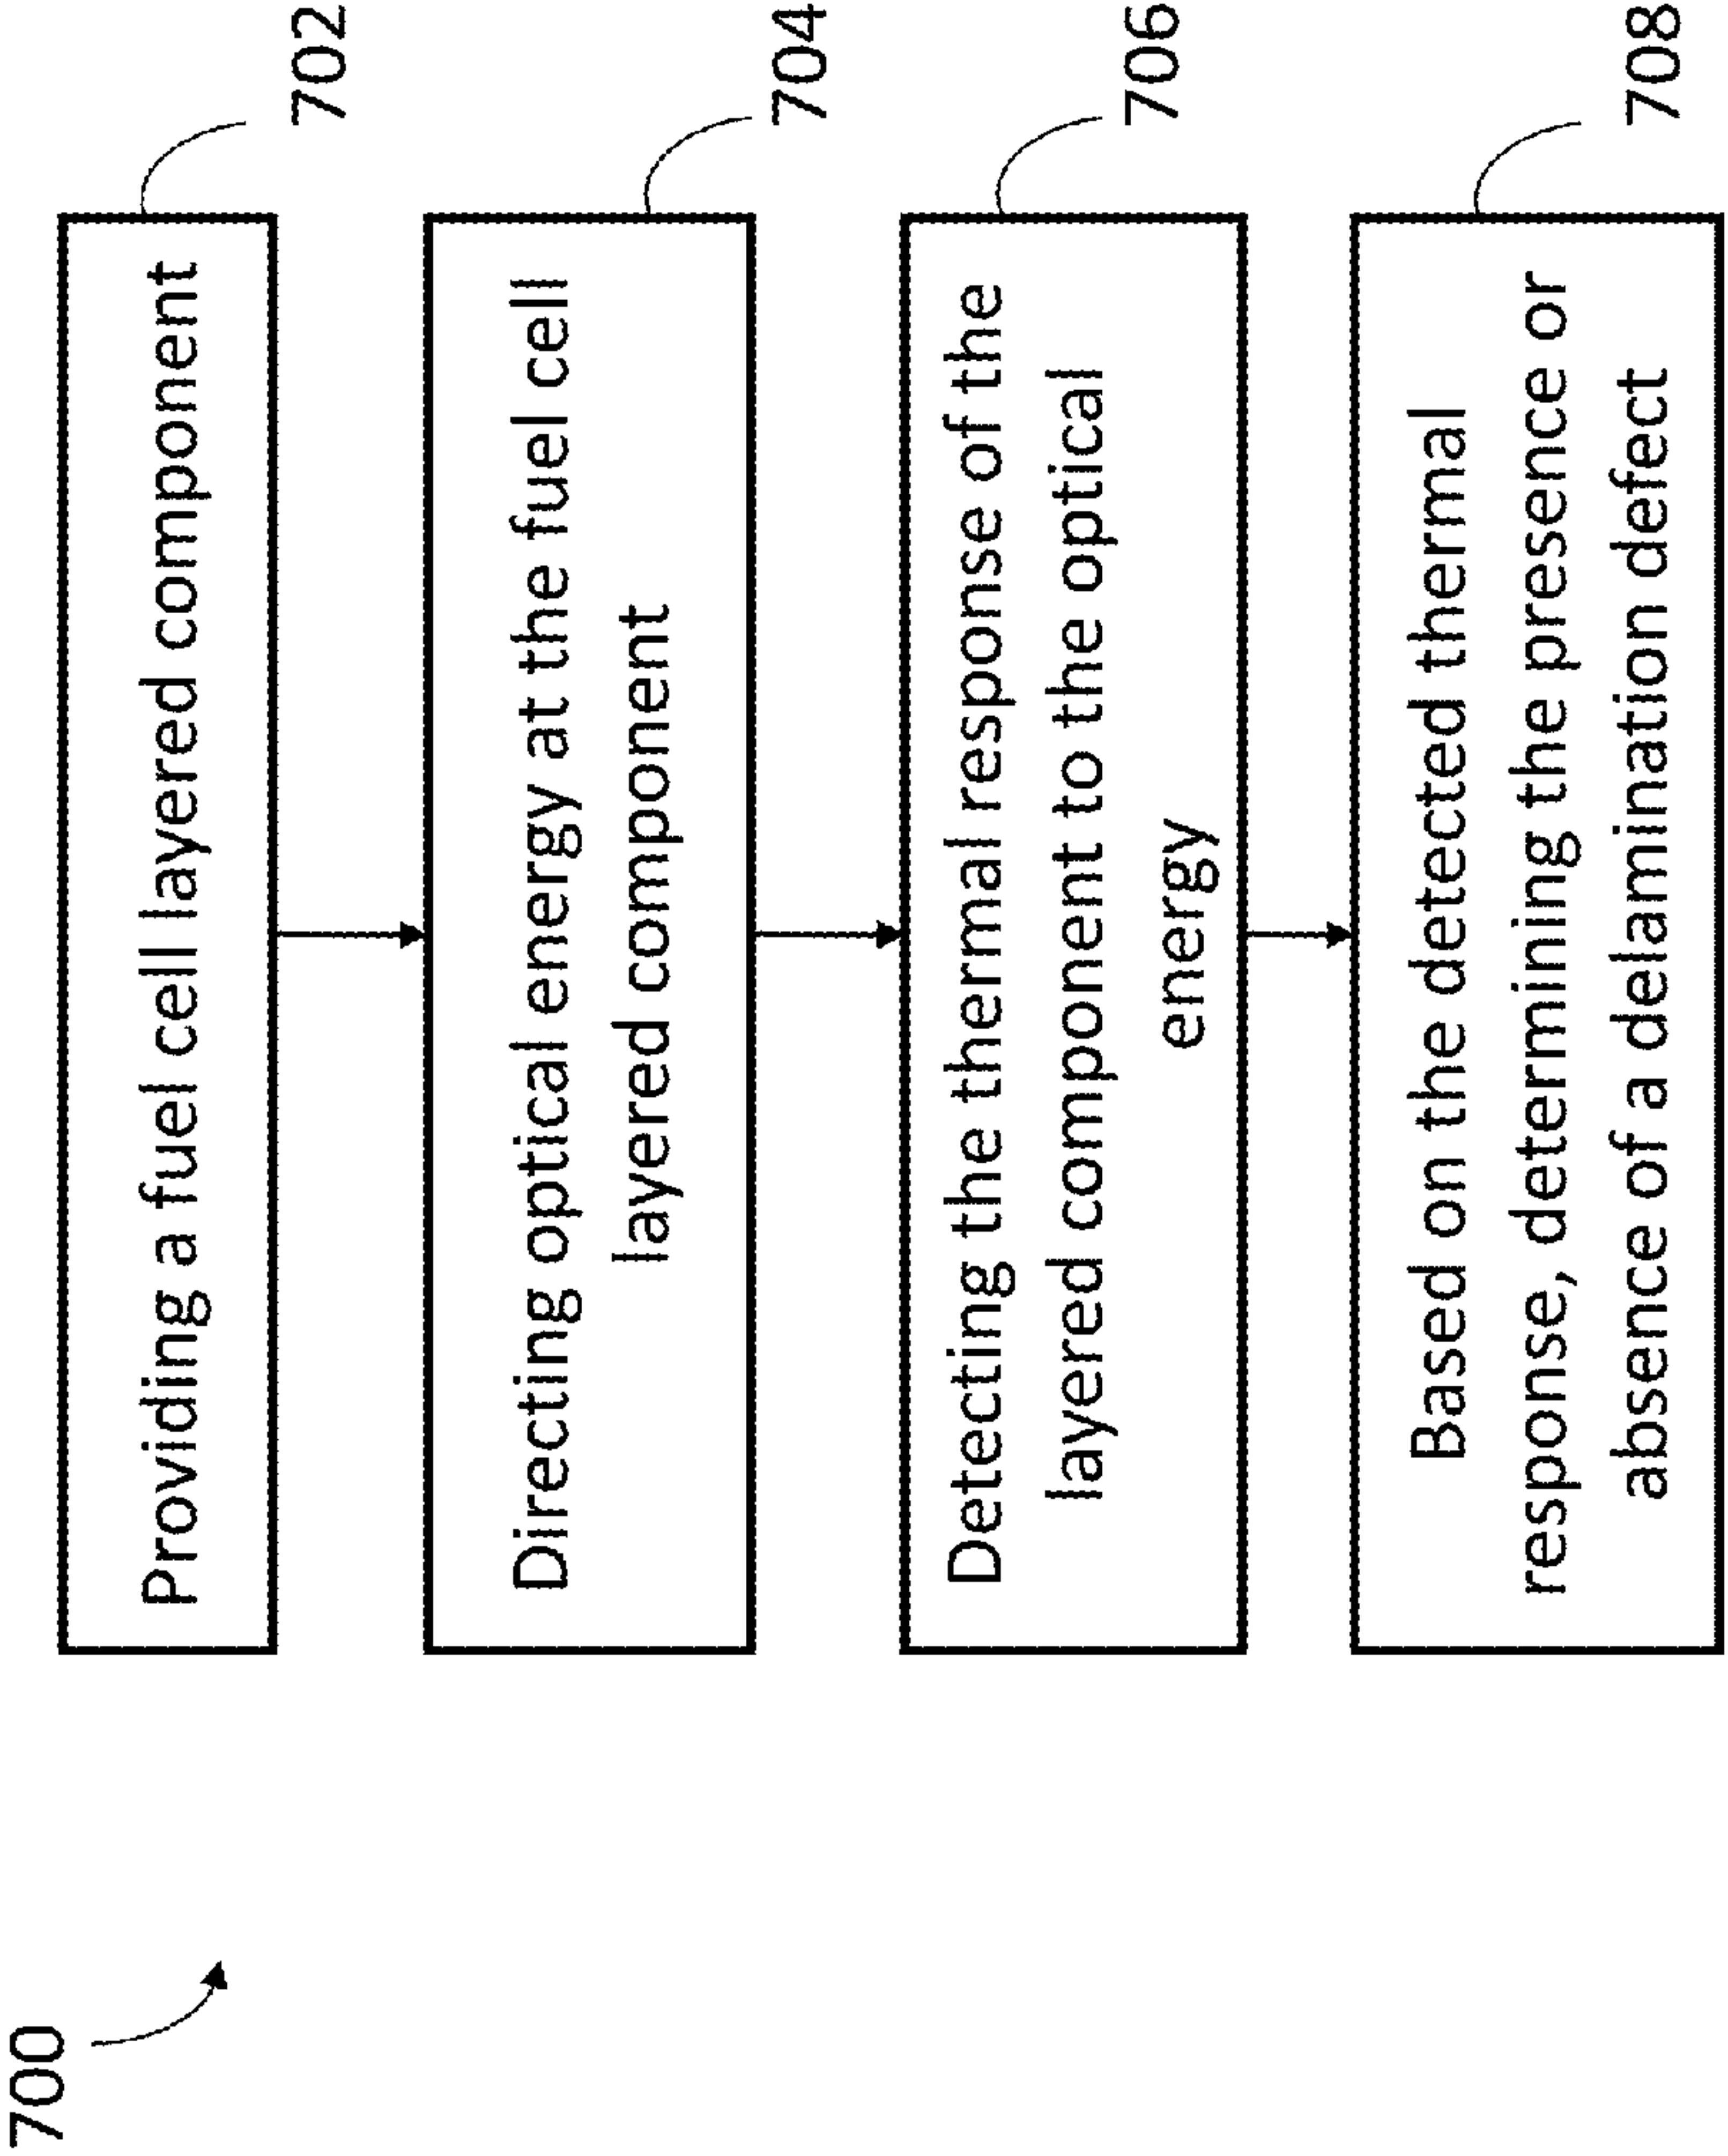 700
Providing a fuel cell layered component
702
Directing optical energy at the fuel cell
layered component
704
Detecting the thermal response of the
layered component to the optical
energy
706
Based on the detected thermal
response, determining the presence or
absence of a delamination defect
708